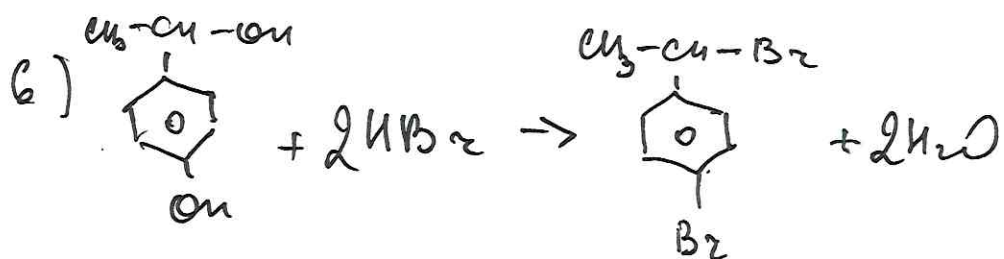 CH3-CH-OH CH3-CH-Br
6) + 2HBr → + 2H2O
OH Br